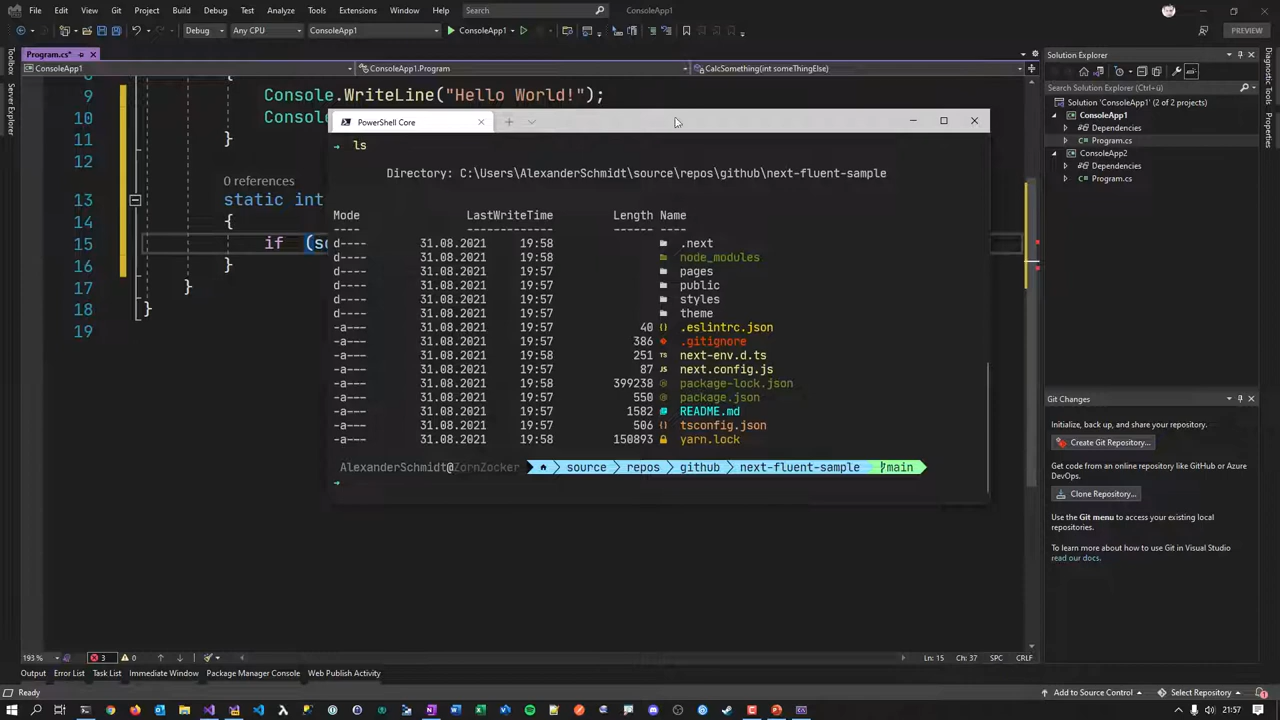 File Edit View Git Project Build Debug Test Analyze Tools Extensions Window Help Search ConsoleApp1
Debug Any CPU ConsoleApp1 ConsoleApp1 PREVIEW
Program.cs*
ConsoleApp1 ConsoleApp1.Program CalcSomething(int someThingElse)
Toolbox
Server Explorer
8 {
9 Console.WriteLine("Hello World!");
10 Consol
11 }
12
0 references
13 static int
14 {
15 if (so
16 }
17 }
18 }
19
PowerShell Core
→ ls
Directory: C:\Users\AlexanderSchmidt\source\repos\github\next-fluent-sample
Mode LastWriteTime Length Name
---- ------------- ------ ----
d---- 31.08.2021 19:58 .next
d---- 31.08.2021 19:58 node_modules
d---- 31.08.2021 19:58 pages
d---- 31.08.2021 19:57 public
d---- 31.08.2021 19:58 styles
d---- 31.08.2021 19:58 theme
-a--- 31.08.2021 19:57 40 .eslintrc.json
-a--- 31.08.2021 19:57 386 .gitignore
-a--- 31.08.2021 19:58 251 next-env.d.ts
-a--- 31.08.2021 19:57 87 next.config.js
-a--- 31.08.2021 19:58 399238 package-lock.json
-a--- 31.08.2021 19:57 550 package.json
-a--- 31.08.2021 19:57 1582 README.md
-a--- 31.08.2021 19:57 506 tsconfig.json
-a--- 31.08.2021 19:57 150893 yarn.lock
AlexanderSchmidt@ZornZocker source repos github next-fluent-sample main
→
Solution Explorer
Search Solution Explorer (Ctrl+ü)
Solution 'ConsoleApp1' (2 of 2 projects)
ConsoleApp1
Dependencies
Program.cs
ConsoleApp2
Dependencies
Program.cs
Diagnostic Tools
Properties
Git Changes
Initialize, back up, and share your work.
Create Git Repository...
Get code from an online repository like GitHub or Azure
DevOps.
Clone Repository...
Use the Git menu to access your existing local
repositories.
To learn more about how to use Git in Visual Studio
read our docs.
193 % 3 0 Ln: 15 Ch: 37 SPC CRLF
Output Error List Task List Immediate Window Package Manager Console Web Publish Activity
Ready Add to Source Control Select Repository 1
21:57